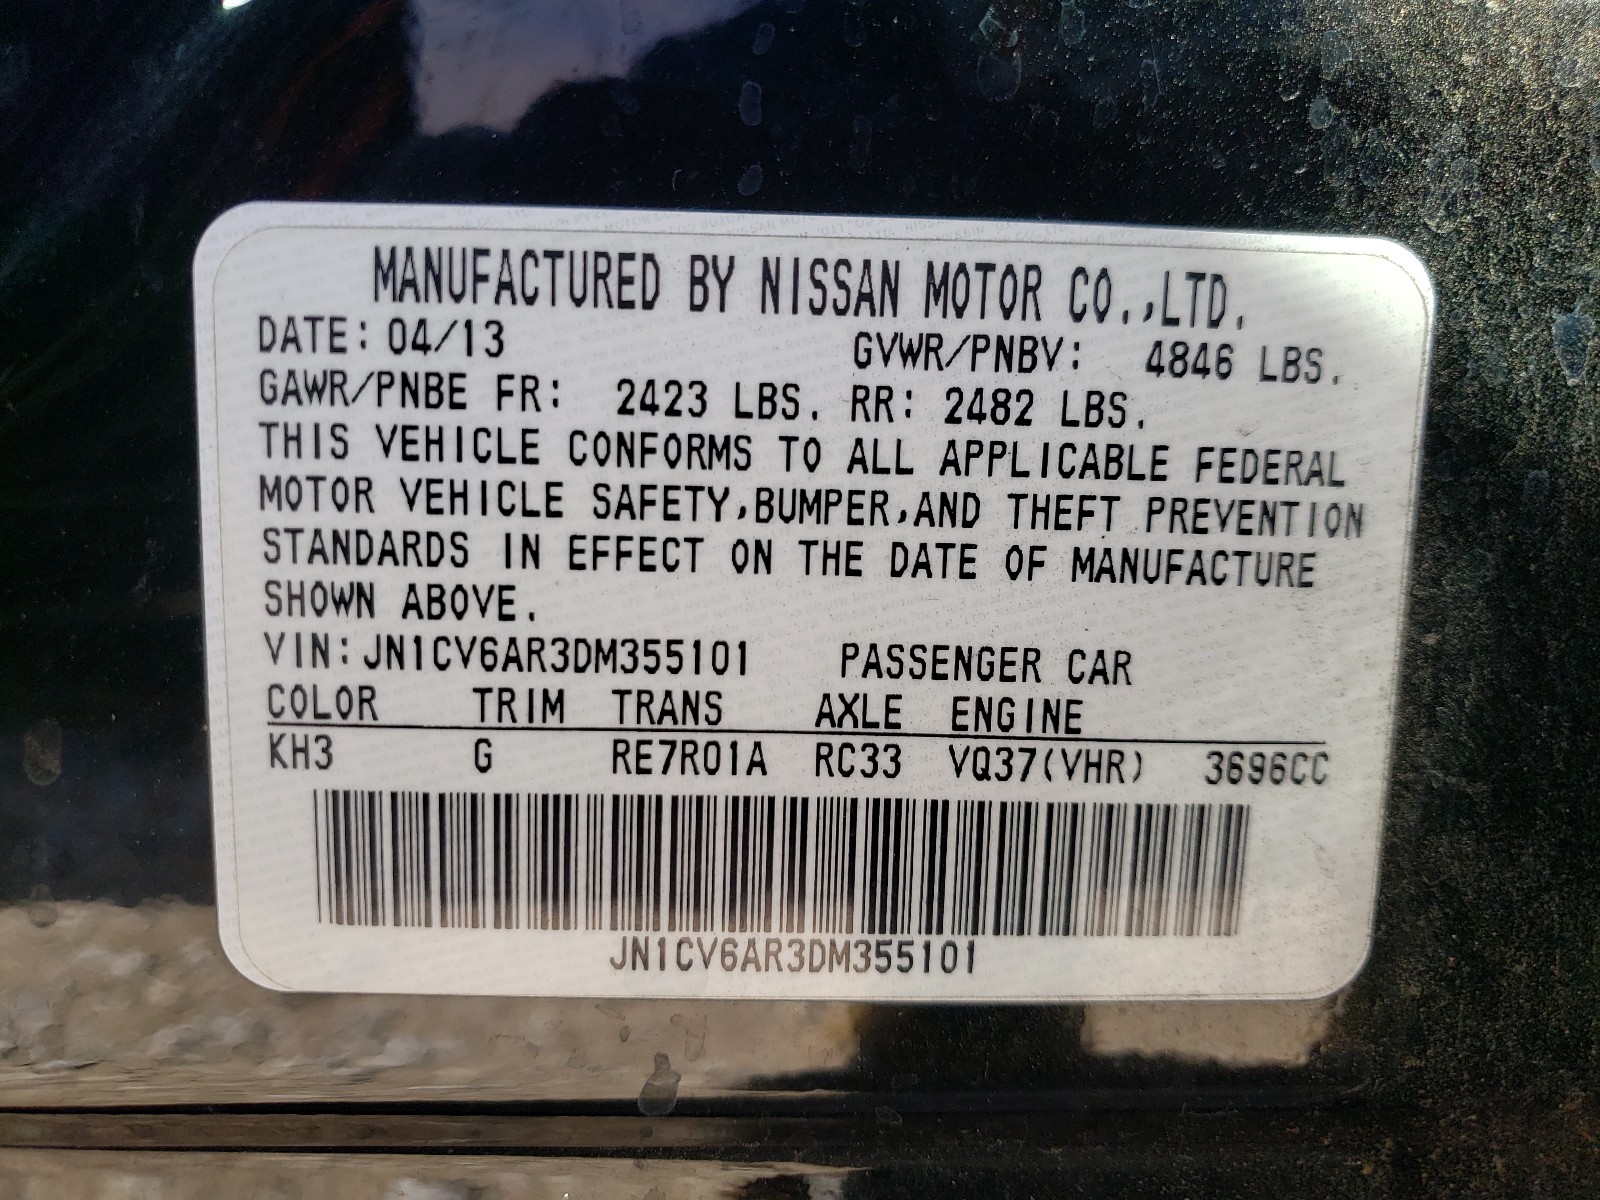 MANUFACTURED BY NISSAN MOTOR CO.,LTD.
DATE: 04/13 GVWR/PNBV: 4846 LBS.
GAWR/PNBE FR: 2423 LBS. RR: 2482 LBS.
THIS VEHICLE CONFORMS TO ALL APPLICABLE FEDERAL
MOTOR VEHICLE SAFETY,BUMPER,AND THEFT PREVENTION
STANDARDS IN EFFECT ON THE DATE OF MANUFACTURE
SHOWN ABOVE.
VIN:JN1CV6AR3DM355101 PASSENGER CAR
COLOR TRIM TRANS AXLE ENGINE
KH3 G RE7R01A RC33 VQ37(VHR) 3696CC
JN1CV6AR3DM355101